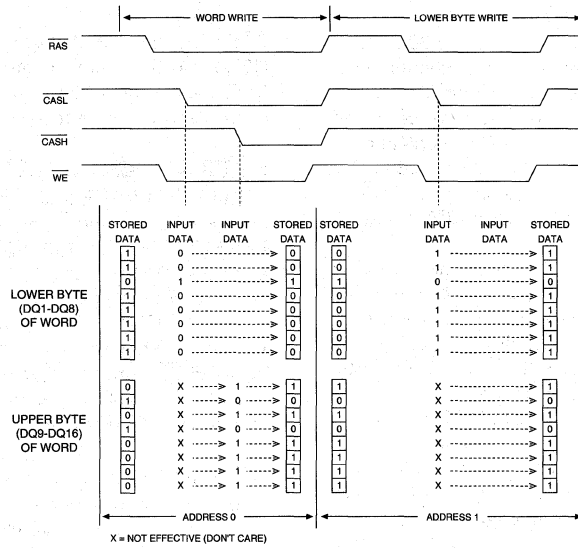 WORD WRITE LOWER BYTE WRITE
RAS
CASL
CASH
WE
STORED INPUT INPUT STORED STORED INPUT INPUT STORED
DATA DATA DATA DATA DATA DATA DATA DATA
1 0 0 0 1 1
1 0 0 0 1 1
0 1 1 1 0 0
LOWER BYTE 1 0 0 0 1 1
(DQ1-DQ8) 1 0 0 0 1 1
OF WORD 1 0 0 0 1 1
1 0 0 0 1 1
1 0 0 0 1 1
0 X 1 1 1 X 1
1 X 0 0 0 X 0
0 X 1 1 1 X 1
UPPER BYTE 1 X 0 0 0 X 0
(DQ9-DQ16) 0 X 1 1 1 X 1
OF WORD 0 X 1 1 1 X 1
0 X 1 1 1 X 1
0 X 1 1 1 X 1
ADDRESS 0 ADDRESS 1
X = NOT EFFECTIVE (DON'T CARE)